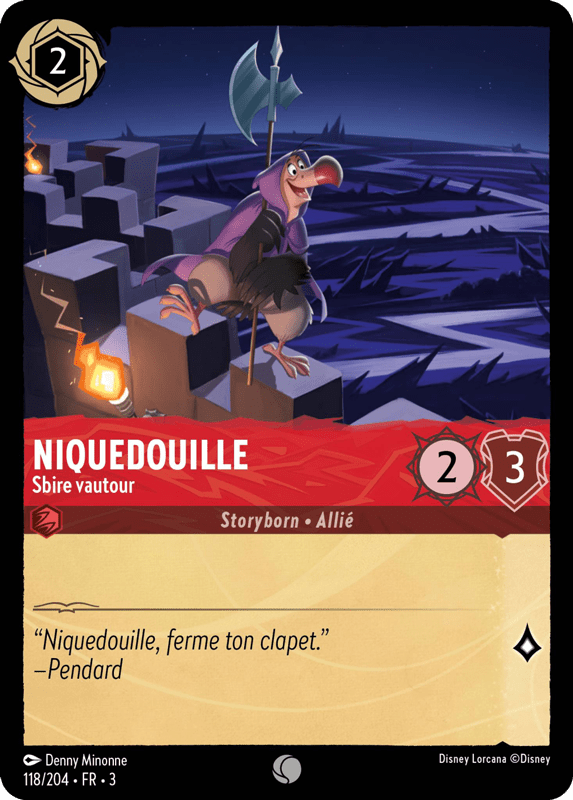 2
NIQUEDOUILLE
Sbire vautour
2
3
Storyborn • Allié
“Niquedouille, ferme ton clapet.”
–Pendard
Denny Minonne
Disney Lorcana ©Disney
118/204 • FR • 3